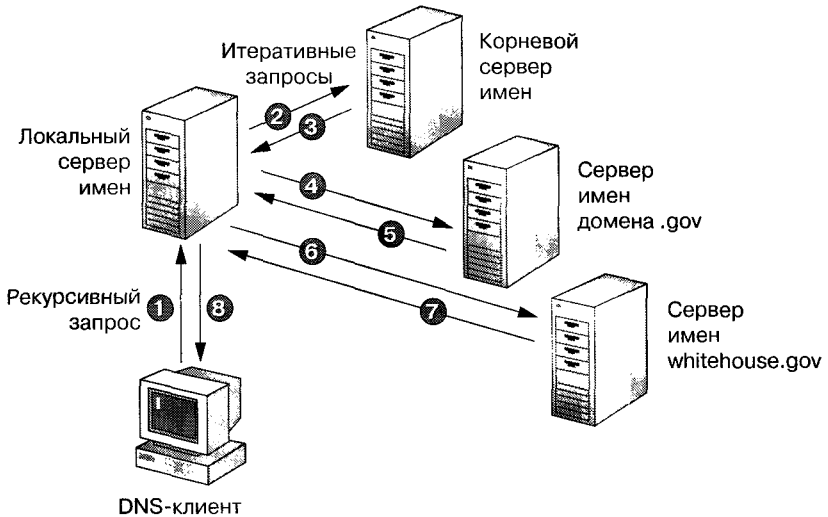 Итеративные
запросы
Корневой
сервер
имен
2
3
Локальный
сервер
имен
4
5
Сервер
имен
домена .gov
6
7
Рекурсивный
запрос
1
8
Сервер
имен
whitehouse.gov
DNS-клиент